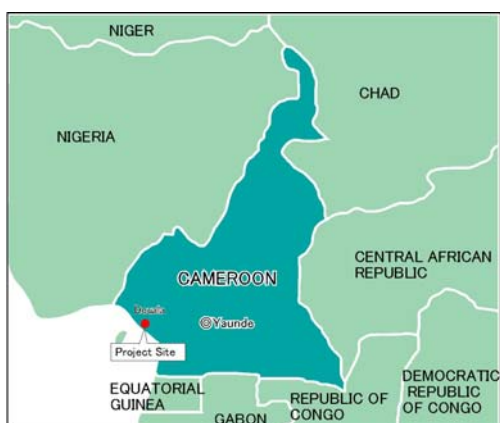 NIGER
CHAD
NIGERIA
CENTRAL AFRICAN
REPUBLIC
CAMEROON
Douala
Yaunde
Project Site
EQUATORIAL
GUINEA
GABON
REPUBLIC OF
CONGO
DEMOCRATIC
REPUBLIC
OF CONGO